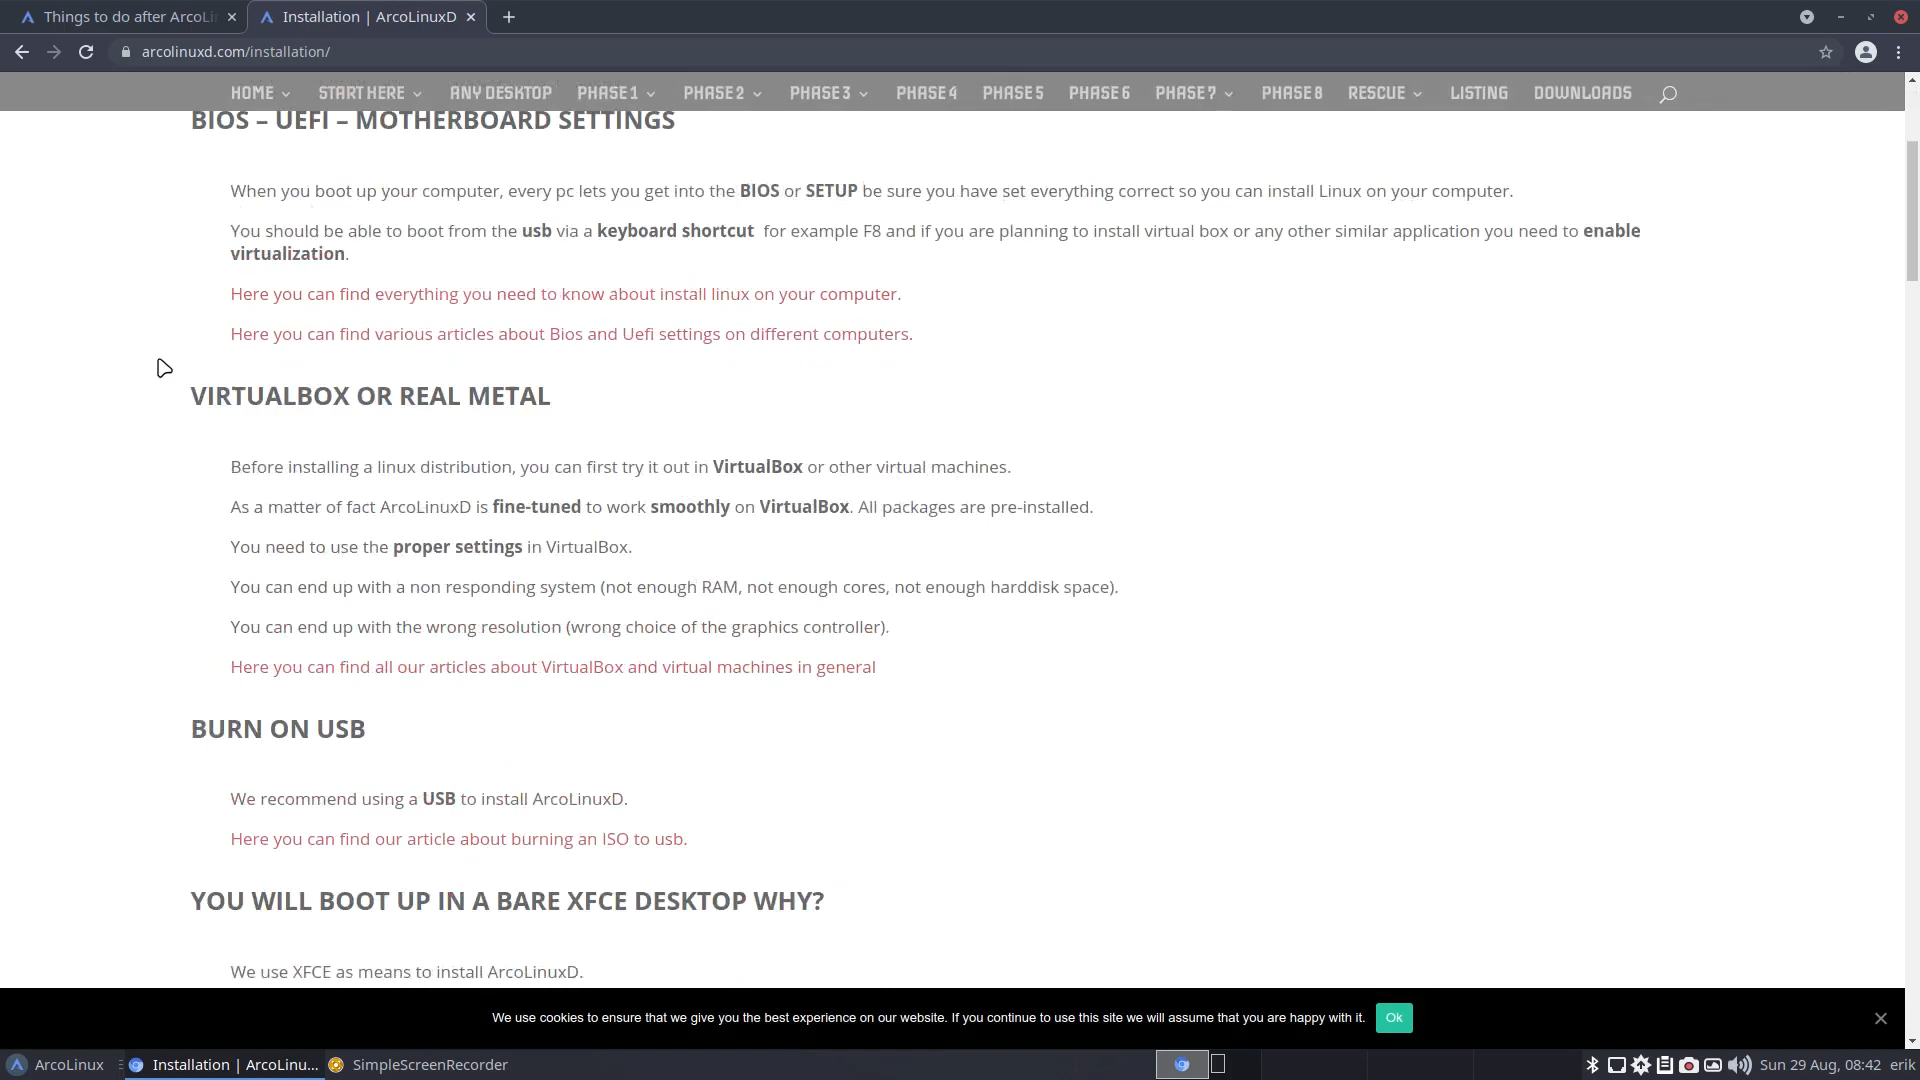 Things to do after ArcoLi
Installation | ArcoLinuxD
arcolinuxd.com/installation/
HOME START HERE ANY DESKTOP PHASE 1 PHASE 2 PHASE 3 PHASE 4 PHASE 5 PHASE 6 PHASE 7 PHASE 8 RESCUE LISTING DOWNLOADS
BIOS – UEFI – MOTHERBOARD SETTINGS
When you boot up your computer, every pc lets you get into the BIOS or SETUP be sure you have set everything correct so you can install Linux on your computer.
You should be able to boot from the usb via a keyboard shortcut for example F8 and if you are planning to install virtual box or any other similar application you need to enable
virtualization.
Here you can find everything you need to know about install linux on your computer.
Here you can find various articles about Bios and Uefi settings on different computers.
VIRTUALBOX OR REAL METAL
Before installing a linux distribution, you can first try it out in VirtualBox or other virtual machines.
As a matter of fact ArcoLinuxD is fine-tuned to work smoothly on VirtualBox. All packages are pre-installed.
You need to use the proper settings in VirtualBox.
You can end up with a non responding system (not enough RAM, not enough cores, not enough harddisk space).
You can end up with the wrong resolution (wrong choice of the graphics controller).
Here you can find all our articles about VirtualBox and virtual machines in general
BURN ON USB
We recommend using a USB to install ArcoLinuxD.
Here you can find our article about burning an ISO to usb.
YOU WILL BOOT UP IN A BARE XFCE DESKTOP WHY?
We use XFCE as means to install ArcoLinuxD.
We use cookies to ensure that we give you the best experience on our website. If you continue to use this site we will assume that you are happy with it. Ok
ArcoLinux Installation | ArcoLinu... SimpleScreenRecorder Sun 29 Aug, 08:42 erik